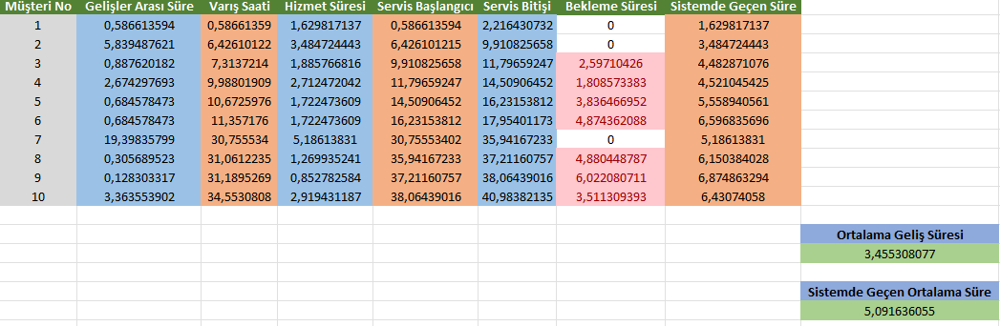 Müşteri No Gelişler Arası Süre Varış Saati Hizmet Süresi Servis Başlangıcı Servis Bitişi Bekleme Süresi Sistemde Geçen Süre
1 0,586613594 0,58661359 1,629817137 0,586613594 2,216430732 0 1,629817137
2 5,839487621 6,42610122 3,484724443 6,426101215 9,910825658 0 3,484724443
3 0,887620182 7,3137214 1,885766816 9,910825658 11,79659247 2,59710426 4,482871076
4 2,674297693 9,98801909 2,712472042 11,79659247 14,50906452 1,808573383 4,521045425
5 0,684578473 10,6725976 1,722473609 14,50906452 16,23153812 3,836466952 5,558940561
6 0,684578473 11,357176 1,722473609 16,23153812 17,95401173 4,874362088 6,596835696
7 19,39835799 30,755534 5,18613831 30,75553402 35,94167233 0 5,18613831
8 0,305689523 31,0612235 1,269935241 35,94167233 37,21160757 4,880448787 6,150384028
9 0,128303317 31,1895269 0,852782584 37,21160757 38,06439016 6,022080711 6,874863294
10 3,363553902 34,5530808 2,919431187 38,06439016 40,98382135 3,511309393 6,43074058
Ortalama Geliş Süresi
3,455308077
Sistemde Geçen Ortalama Süre
5,091636055